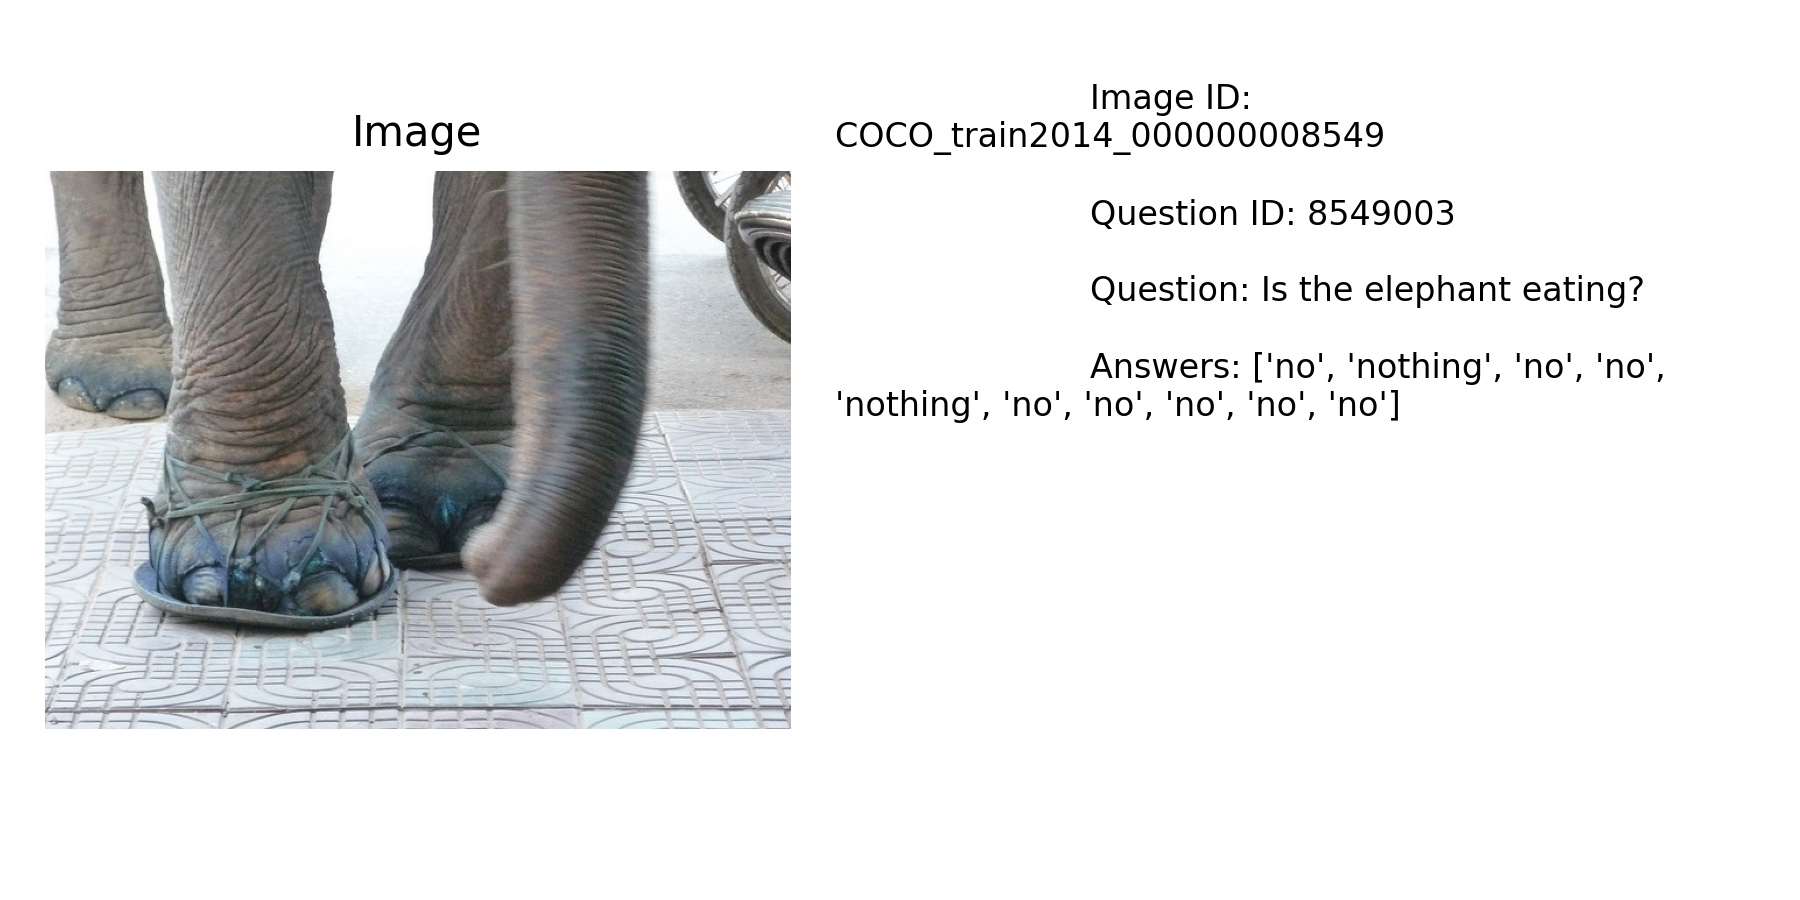 Image
Image ID:
COCO_train2014_000000008549
Question ID: 8549003
Question: Is the elephant eating?
Answers: ['no', 'nothing', 'no', 'no',
'nothing', 'no', 'no', 'no', 'no', 'no']